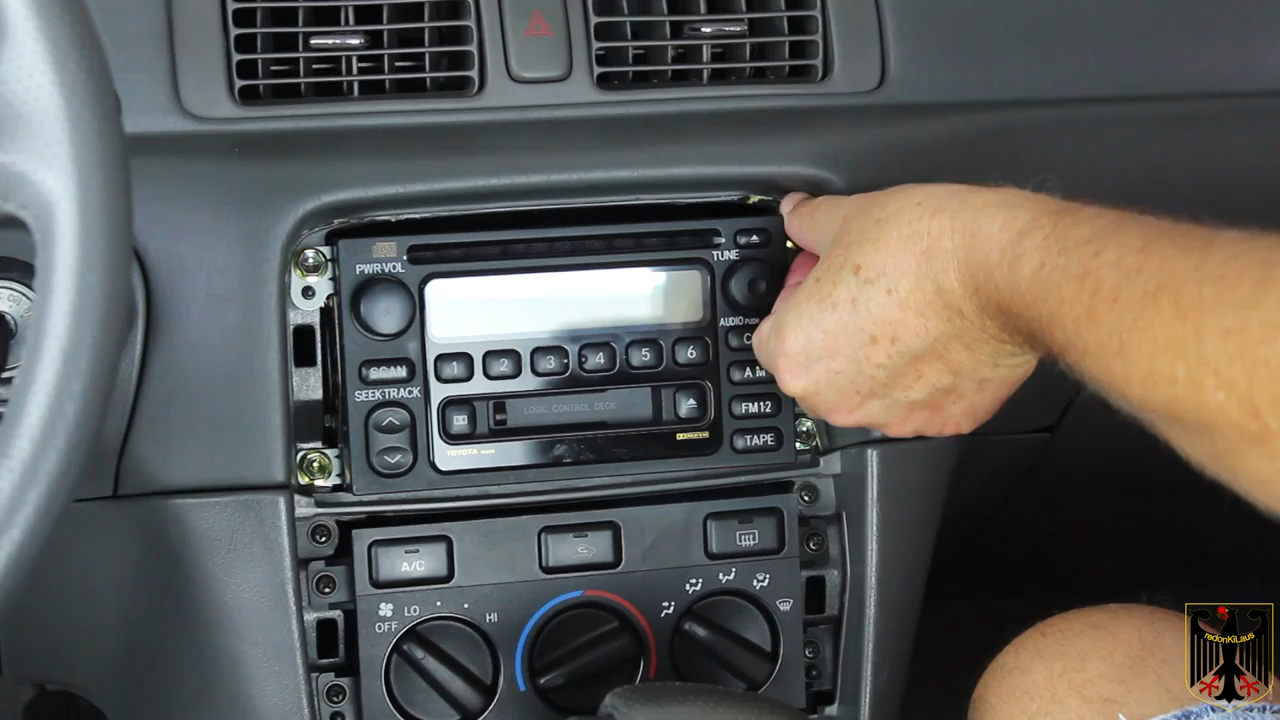 PWR·VOL
TUNE
AUDIO PUSH
1 2 3 4 5 6
SCAN
SEEK·TRACK
AM
LOGIC CONTROL DECK
FM12
TAPE
TOYOTA
A/C
LO
HI
OFF
redonKiLaus